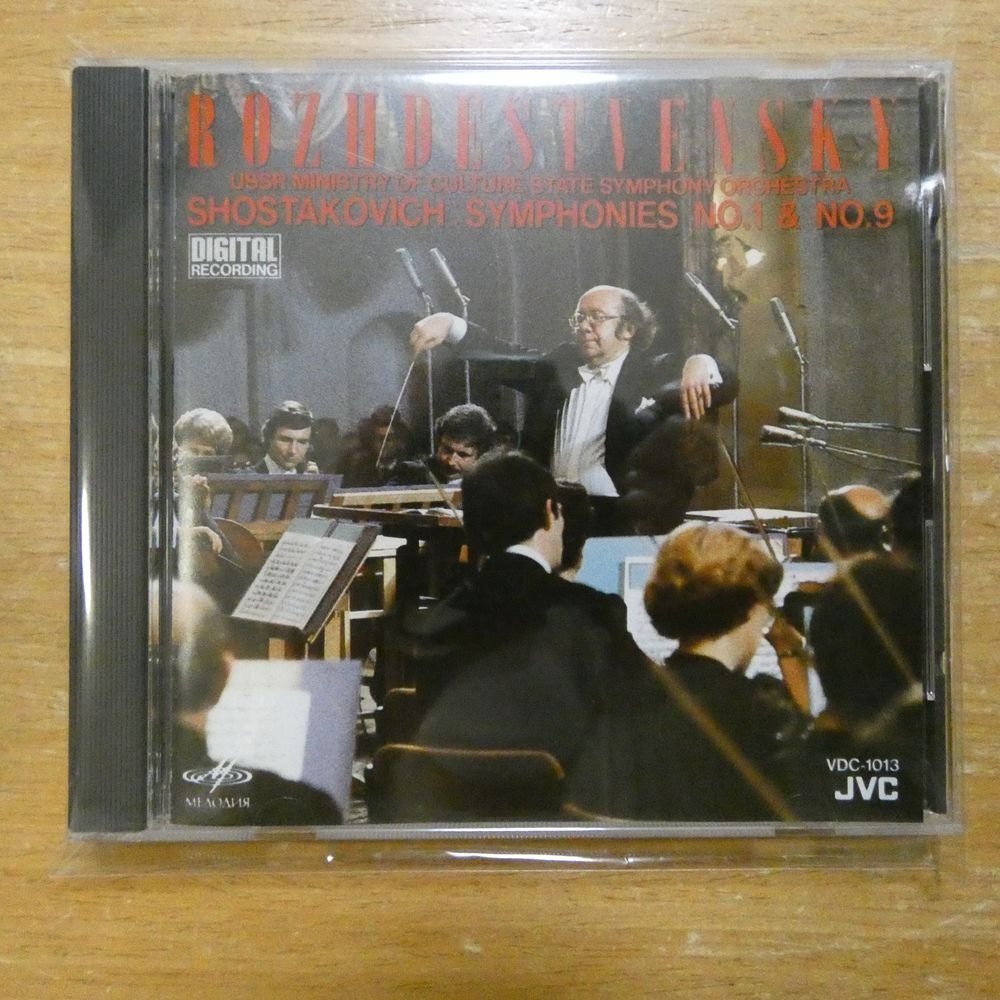 ROZHDESTVENSKY
USSR MINISTRY OF CULTURE STATE SYMPHONY ORCHESTRA
SHOSTAKOVICH SYMPHONIES NO.1 & NO.9
DIGITAL
RECORDING
VDC-1013
JVC
МЕЛОДИЯ